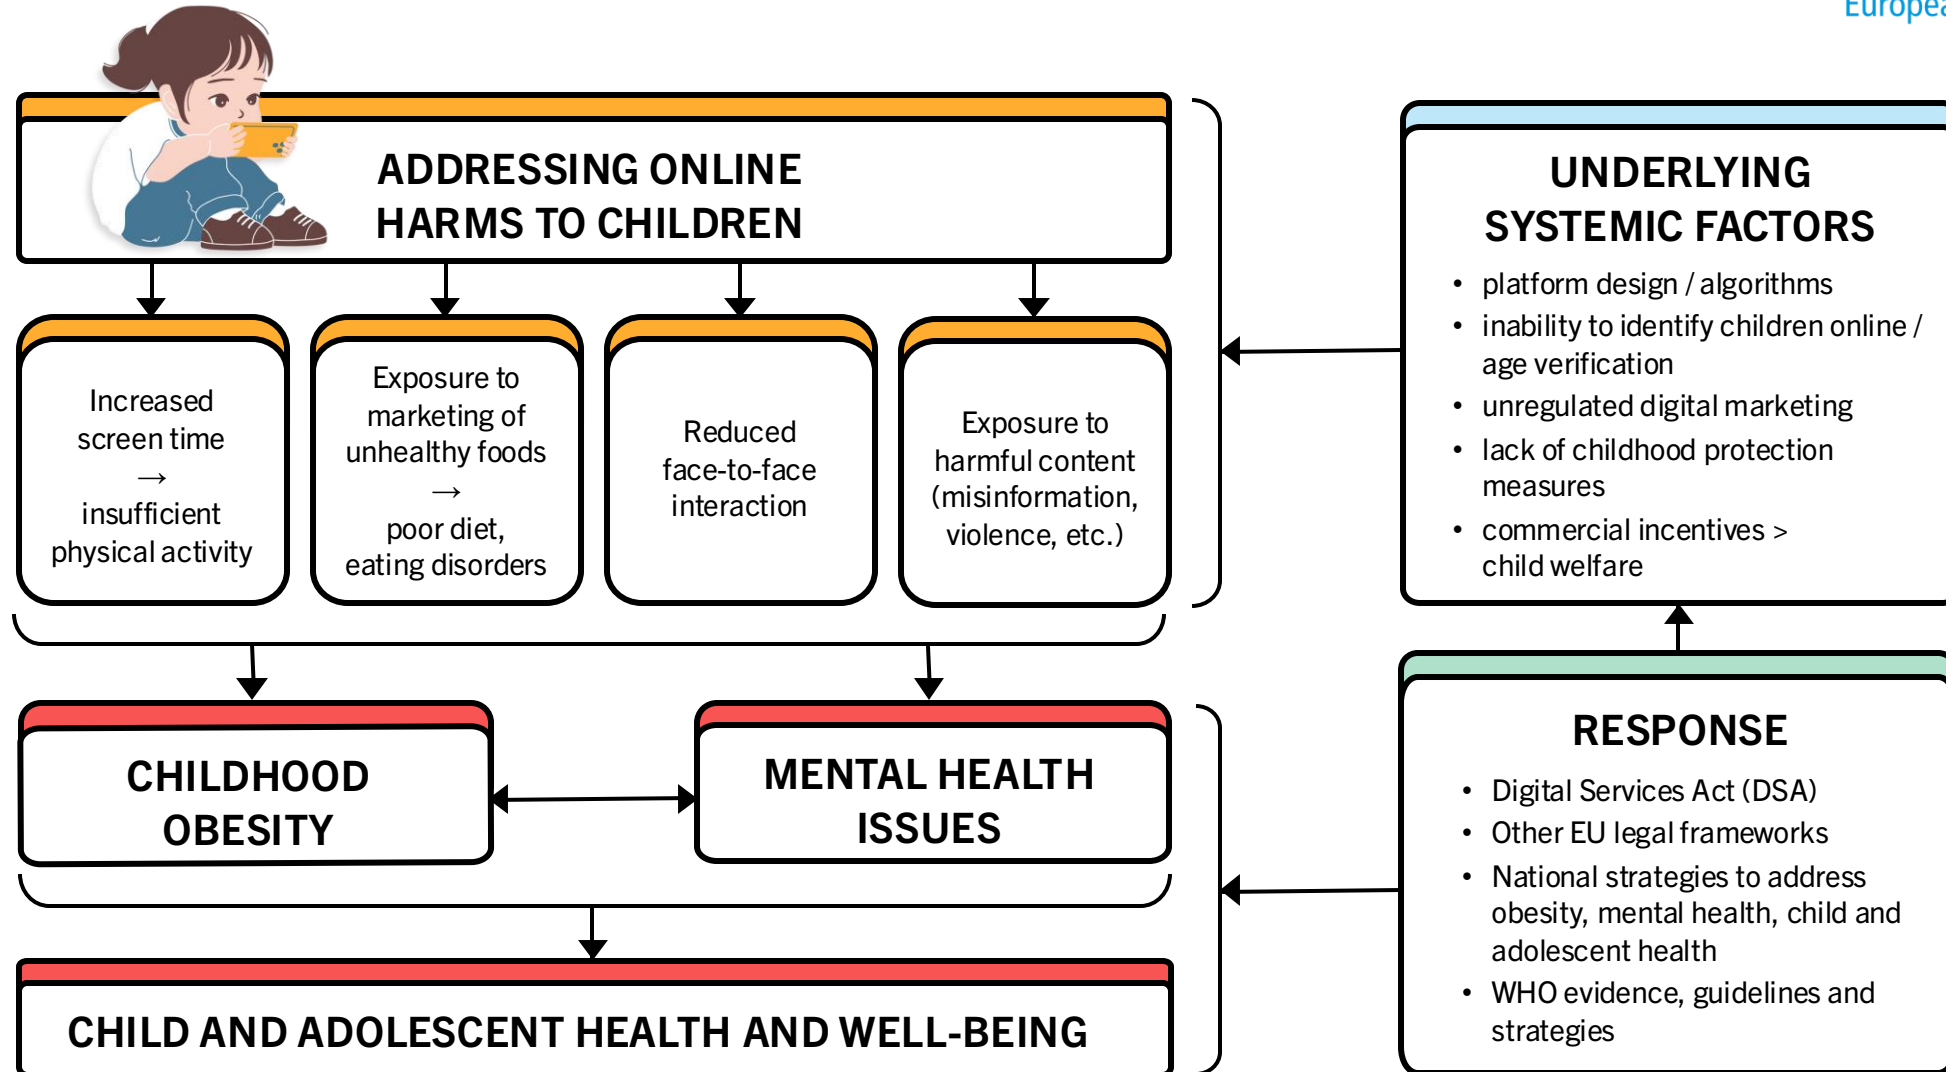 ADDRESSING ONLINE
HARMS TO CHILDREN
Increased
screen time
→
insufficient
physical activity
Exposure to
marketing of
unhealthy foods
→
poor diet,
eating disorders
Reduced
face-to-face
interaction
Exposure to
harmful content
(misinformation,
violence, etc.)
CHILDHOOD
OBESITY
MENTAL HEALTH
ISSUES
CHILD AND ADOLESCENT HEALTH AND WELL-BEING
UNDERLYING
SYSTEMIC FACTORS
• platform design / algorithms
• inability to identify children online /
age verification
• unregulated digital marketing
• lack of childhood protection
measures
• commercial incentives >
child welfare
RESPONSE
• Digital Services Act (DSA)
• Other EU legal frameworks
• National strategies to address
obesity, mental health, child and
adolescent health
• WHO evidence, guidelines and
strategies